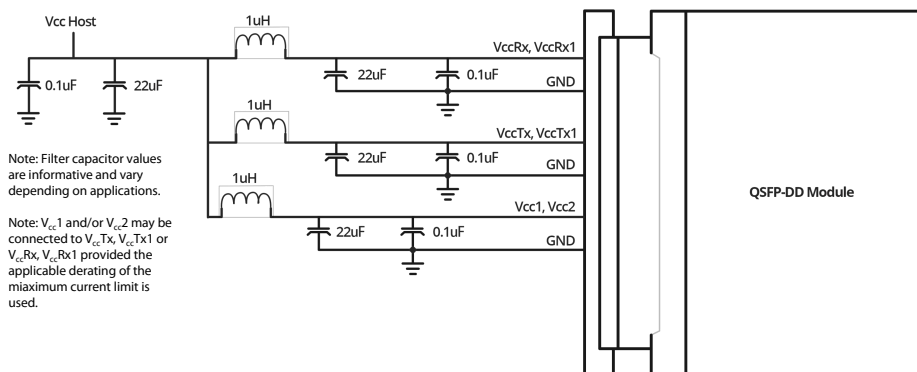 Vcc Host
1uH
VccRx, VccRx1
0.1uF
22uF
22uF
0.1uF
GND
1uH
VccTx, VccTx1
22uF
0.1uF
GND
Note: Filter capacitor values
are informative and vary
depending on applications.
1uH
Vcc1, Vcc2
22uF
0.1uF
GND
Note: Vcc1 and/or Vcc2 may be
connected to VccTx, VccTx1 or
VccRx, VccRx1 provided the
applicable derating of the
miaximum current limit is
used.
QSFP-DD Module